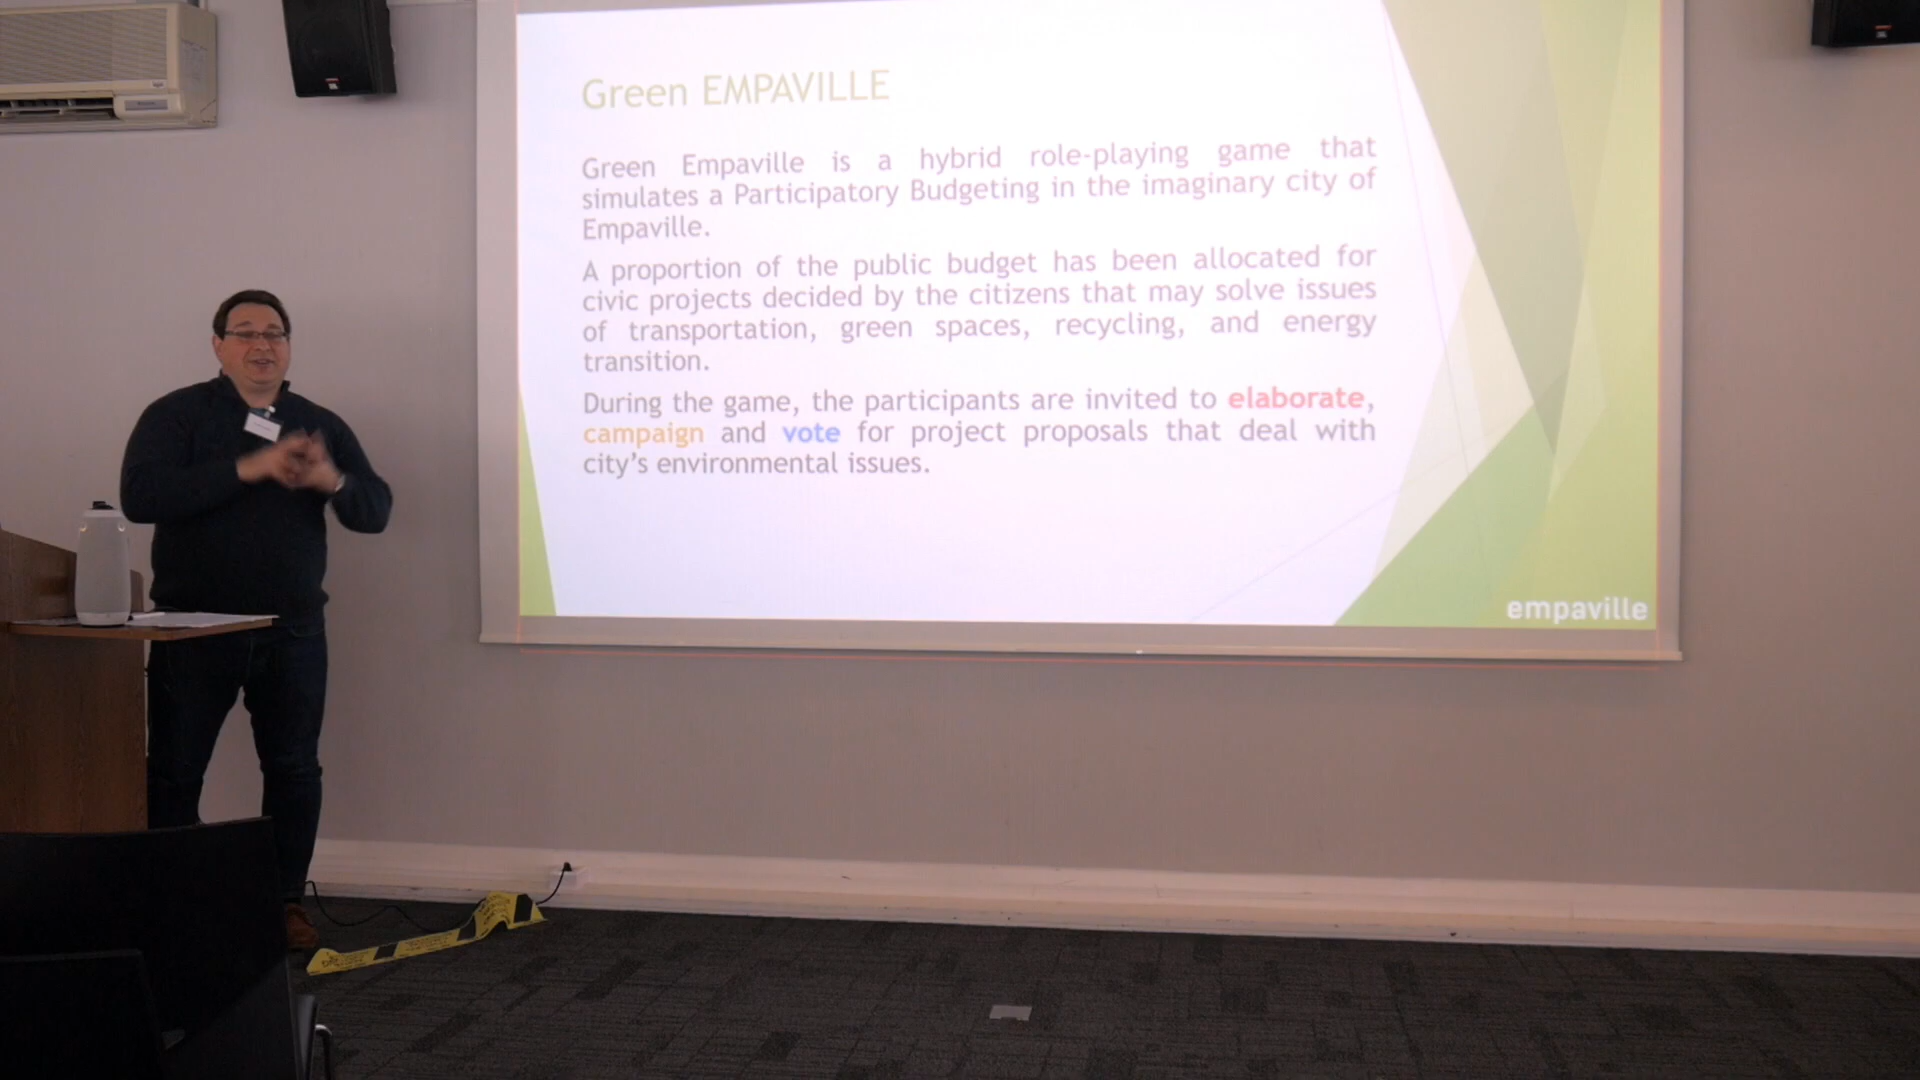 Green EMPAVILLE
Green Empaville is a hybrid role-playing game that
simulates a Participatory Budgeting in the imaginary city of
Empaville.
A proportion of the public budget has been allocated for
civic projects decided by the citizens that may solve issues
of transportation, green spaces, recycling, and energy
transition.
During the game, the participants are invited to elaborate,
campaign and vote for project proposals that deal with
city's environmental issues.
empaville